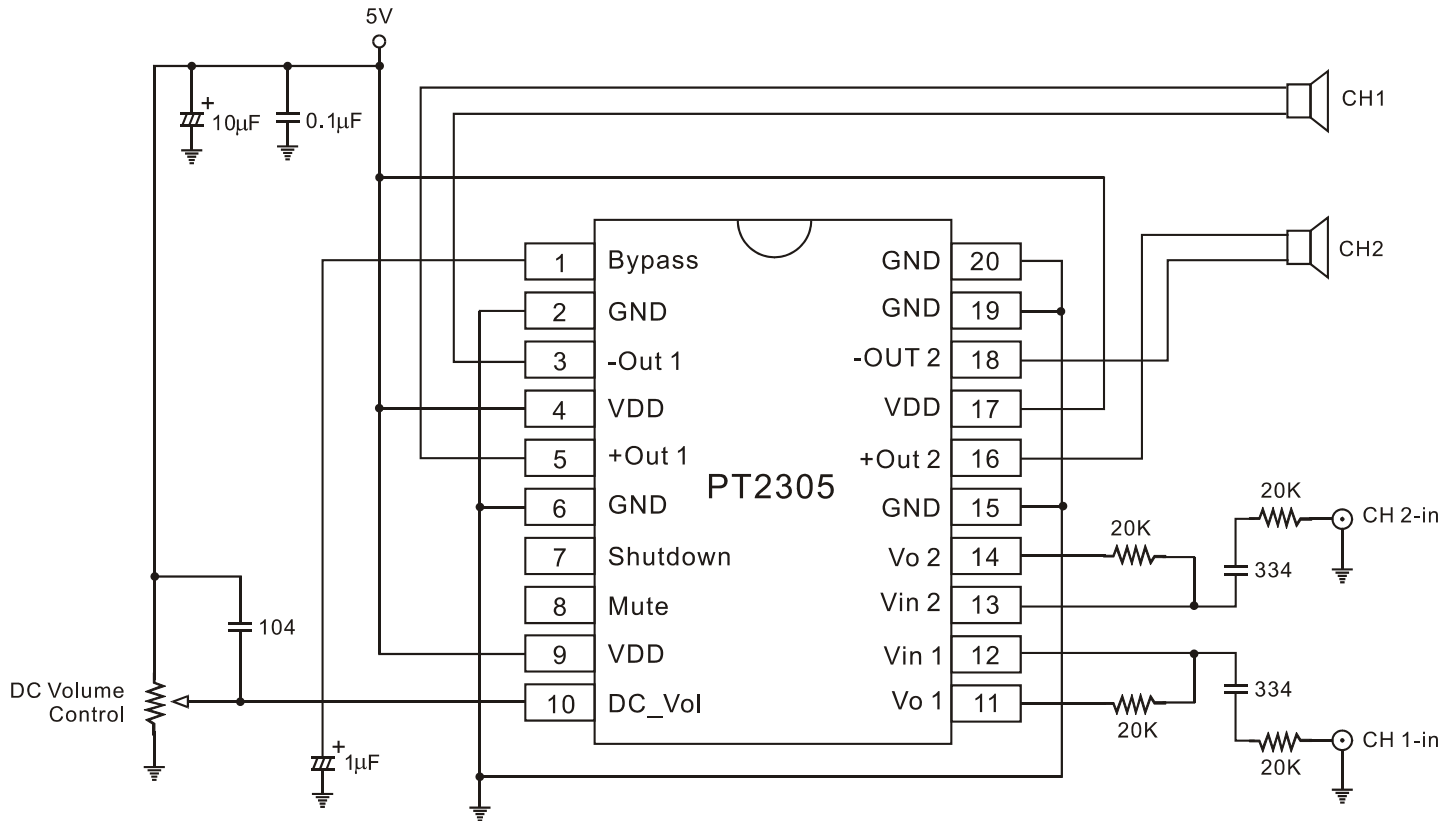 5V
10µF
0.1µF
CH1
CH2
1 Bypass
2 GND
3 -Out 1
4 VDD
5 +Out 1
6 GND
7 Shutdown
8 Mute
9 VDD
10 DC_Vol
PT2305
GND 20
GND 19
-OUT 2 18
VDD 17
+Out 2 16
GND 15
Vo 2 14
Vin 2 13
Vin 1 12
Vo 1 11
20K
20K
CH 2-in
334
334
20K
20K
CH 1-in
104
DC Volume
Control
1µF
+
+